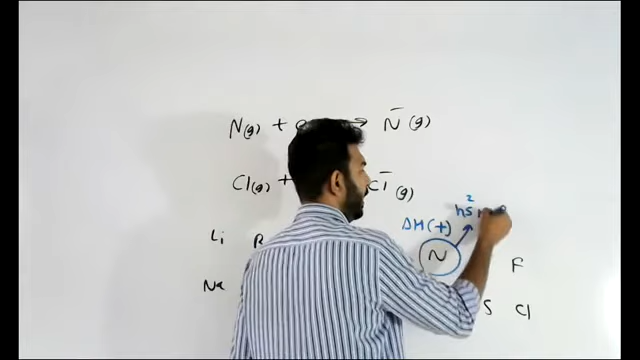 N(g) + e → N⁻(g)
Cl(g) + Cl⁻(g)
ns²
ΔH(+)
Li
N
F
Na
S Cl